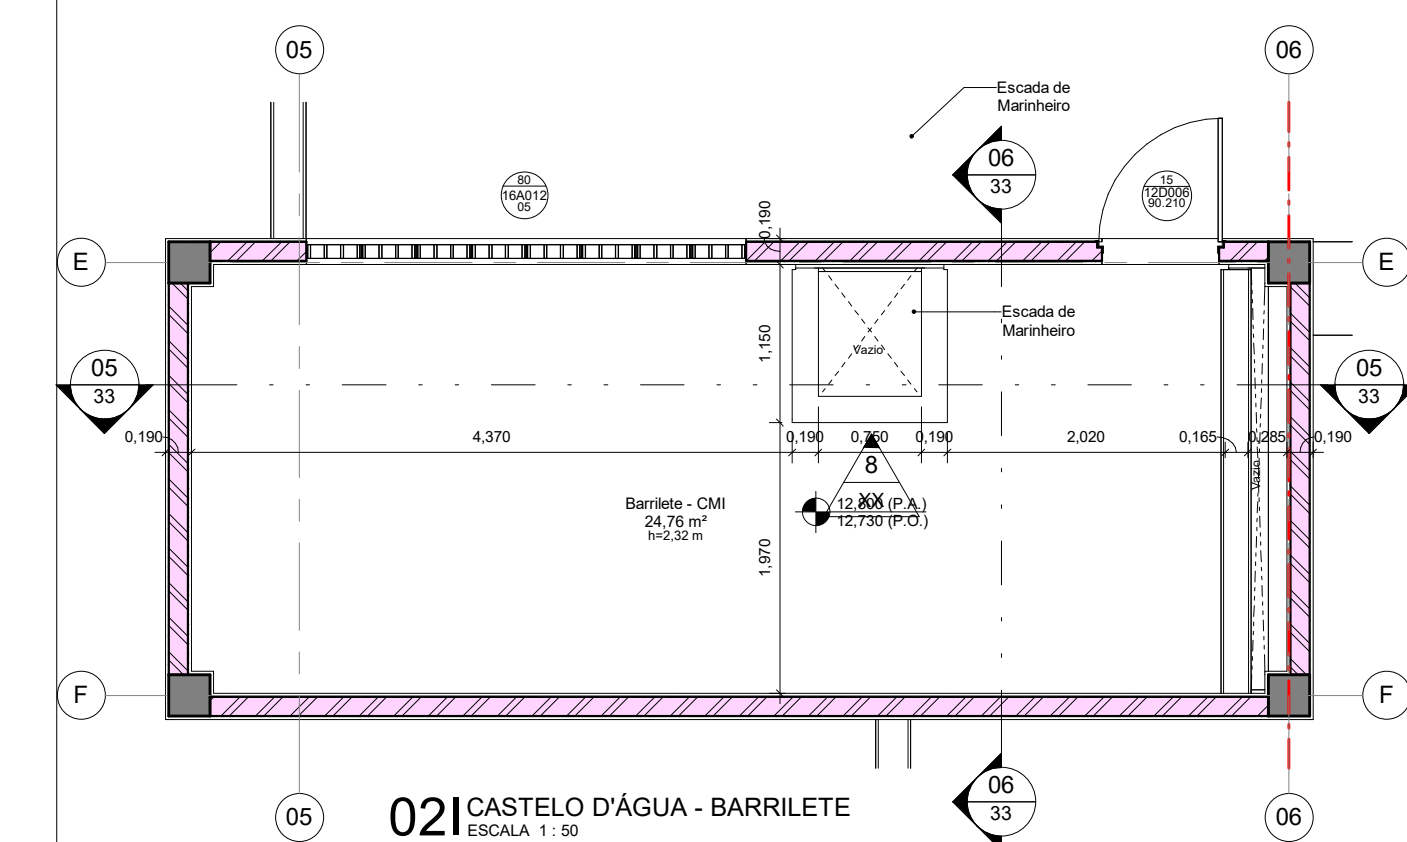 05
06
Escada de
Marinheiro
06
33
80
16A012
05
15
12D006
90.210
0,190
E
E
Escada de
Marinheiro
1,150
Vazio
05
33
05
33
0,190
4,370
0,190
0,760
0,190
2,020
0,165
0,285
0,190
8
XX
Vazio
Barrilete - CMI
24,76 m²
h=2,32 m
12,800 (P.A.)
12,730 (P.O.)
1,970
F
F
06
33
05
06
02 CASTELO D'ÁGUA - BARRILETE
ESCALA 1 : 50